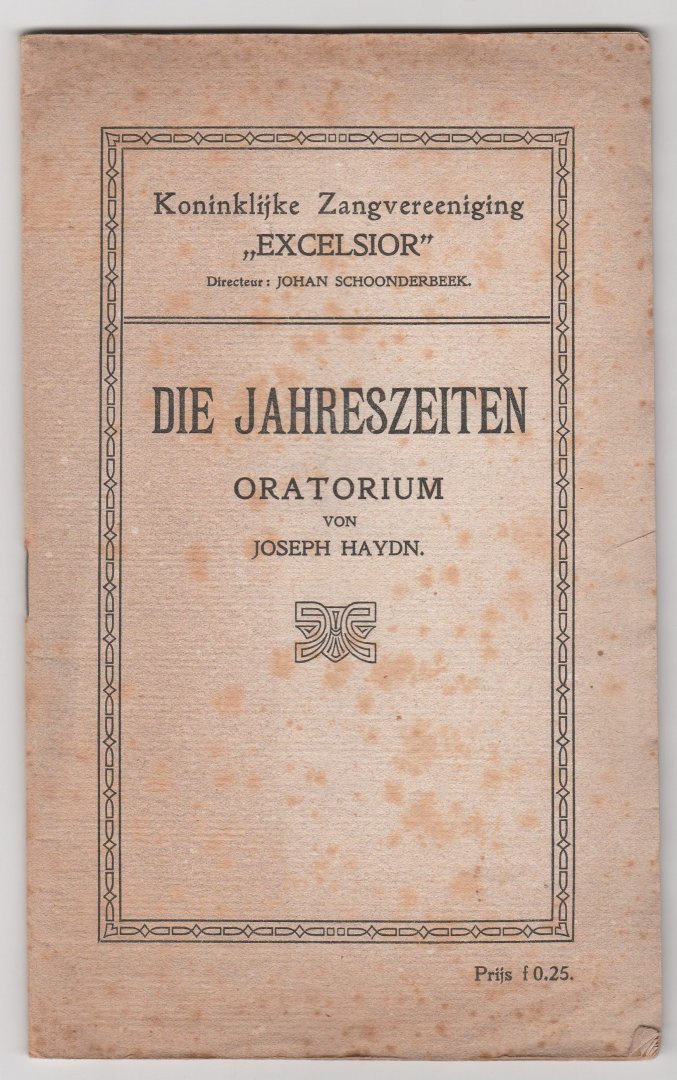 Koninklijke Zangvereeniging
„EXCELSIOR”
Directeur: JOHAN SCHOONDERBEEK.
DIE JAHRESZEITEN
ORATORIUM
VON
JOSEPH HAYDN.
Prijs f 0.25.